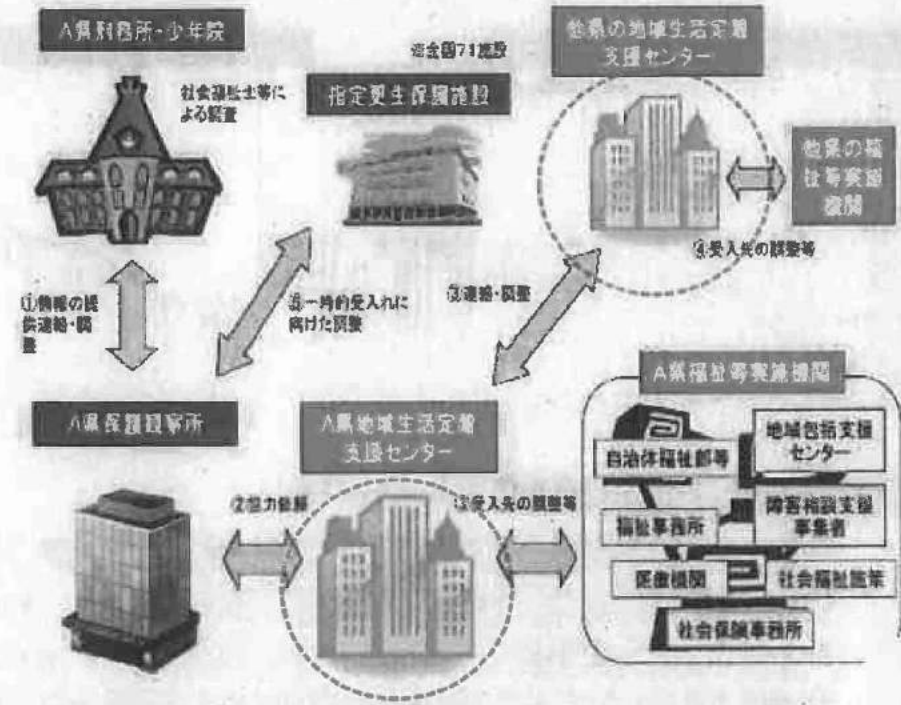 A県刑務所・少年院
社会福祉士等に
よる調査
※全国71施設
指定更生保護施設
他県の地域生活定着
支援センター
他県の福
祉等実施
機関
④受入先の調整等
①情報の提
供連絡・調
整
⑤一時的受入れに
向けた調整
③連絡・調整
A県保護観察所
A県地域生活定着
支援センター
②協力依頼
受入先の調整等
A県福祉等実施機関
自治体福祉部等
地域包括支援
センター
福祉事務所
障害相談支援
事業者
医療機関
社会福祉施策
社会保険事務所